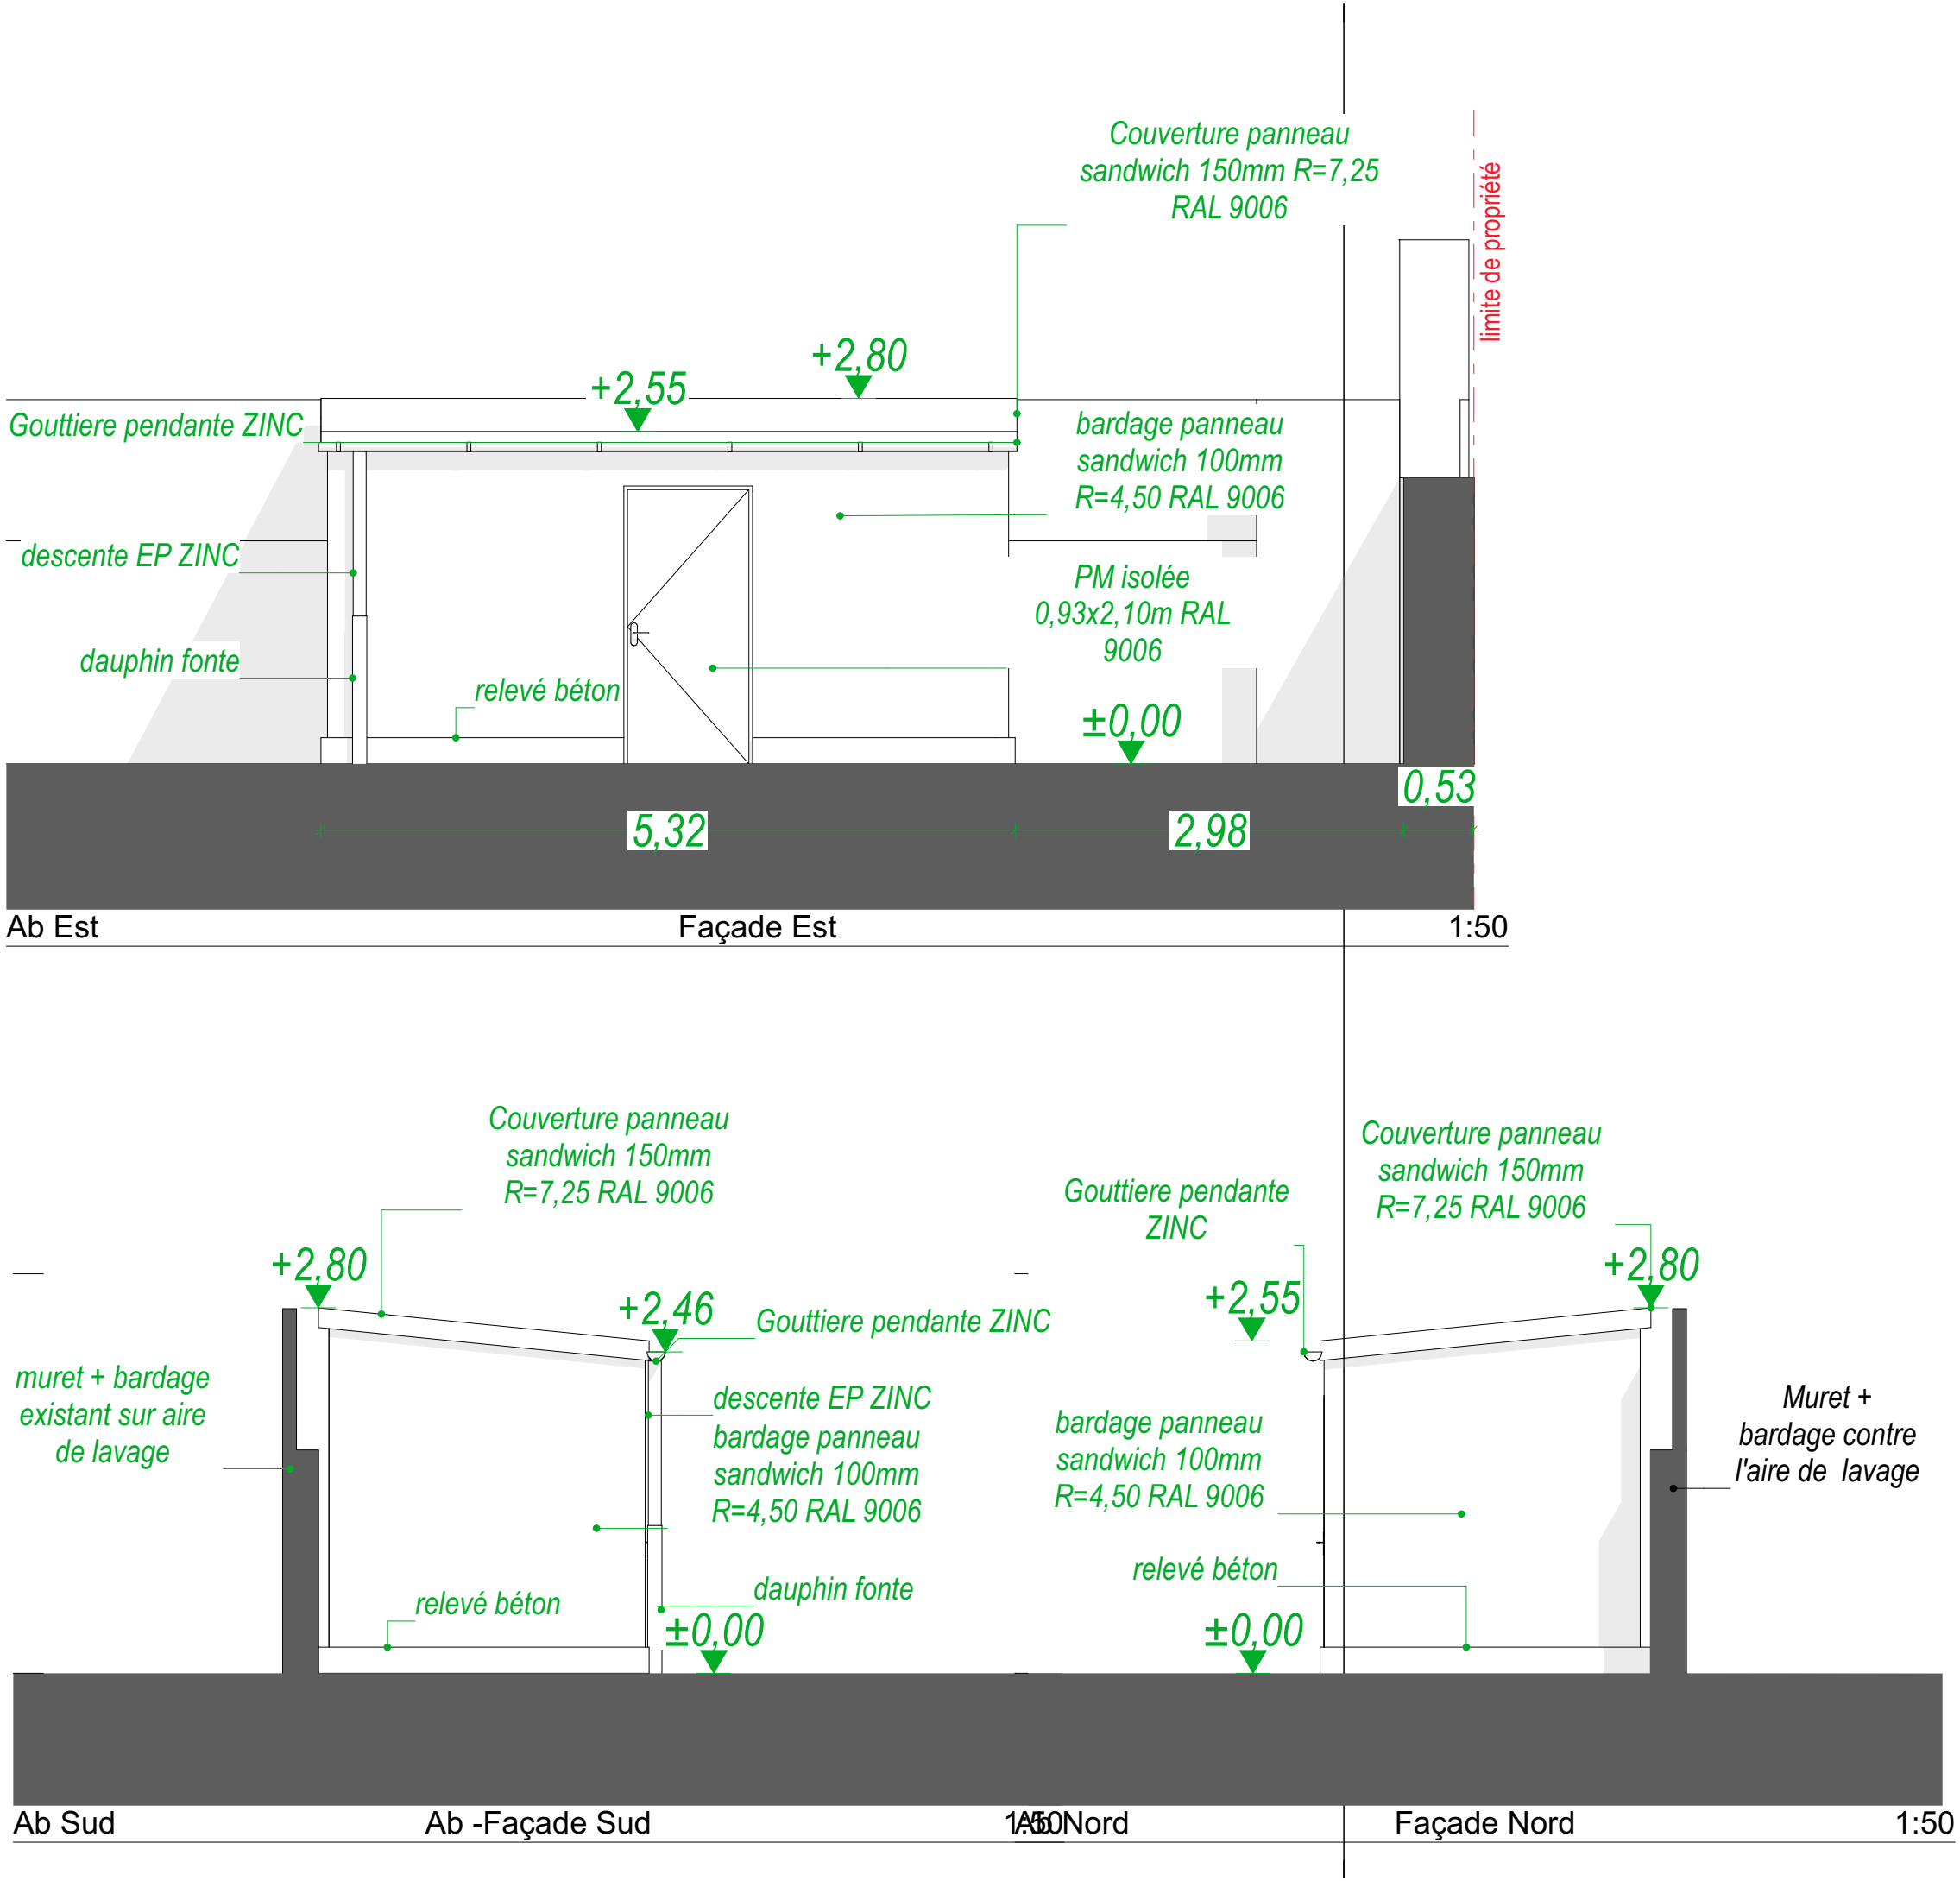 Couverture panneau
sandwich 150mm R=7,25
RAL 9006
limite de propriété
+2,80
+2,55
Gouttiere pendante ZINC
bardage panneau
sandwich 100mm
R=4,50 RAL 9006
descente EP ZINC
PM isolée
0,93x2,10m RAL
9006
dauphin fonte
relevé béton
±0,00
0,53
5,32
2,98
Ab Est
Façade Est
1:50
Couverture panneau
sandwich 150mm
R=7,25 RAL 9006
+2,80
+2,46
Gouttiere pendante ZINC
muret + bardage
existant sur aire
de lavage
descente EP ZINC
bardage panneau
sandwich 100mm
R=4,50 RAL 9006
dauphin fonte
relevé béton
±0,00
Ab Sud
Ab -Façade Sud
1:50
Couverture panneau
sandwich 150mm
R=7,25 RAL 9006
Gouttiere pendante
ZINC
+2,80
+2,55
Muret +
bardage contre
l'aire de  lavage
bardage panneau
sandwich 100mm
R=4,50 RAL 9006
relevé béton
±0,00
Ab Nord
Façade Nord
1:50